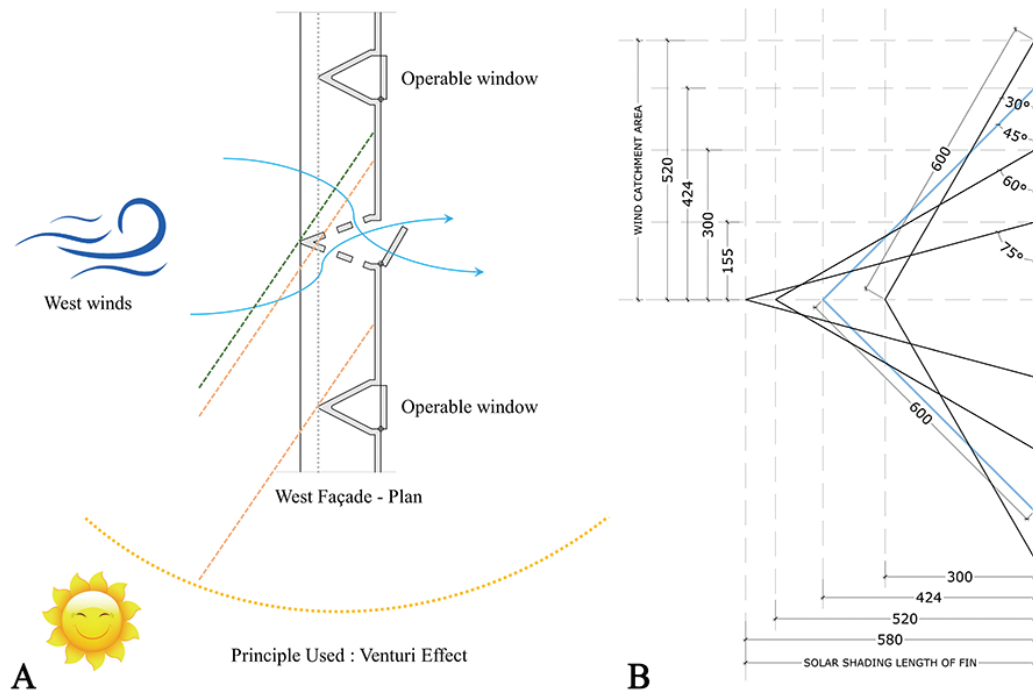 Operable window
West winds
Operable window
West Façade - Plan
Principle Used : Venturi Effect
A
WIND CATCHMENT AREA
520
424
300
155
600
30°
45°
60°
75°
600
300
424
520
580
SOLAR SHADING LENGTH OF FIN
B